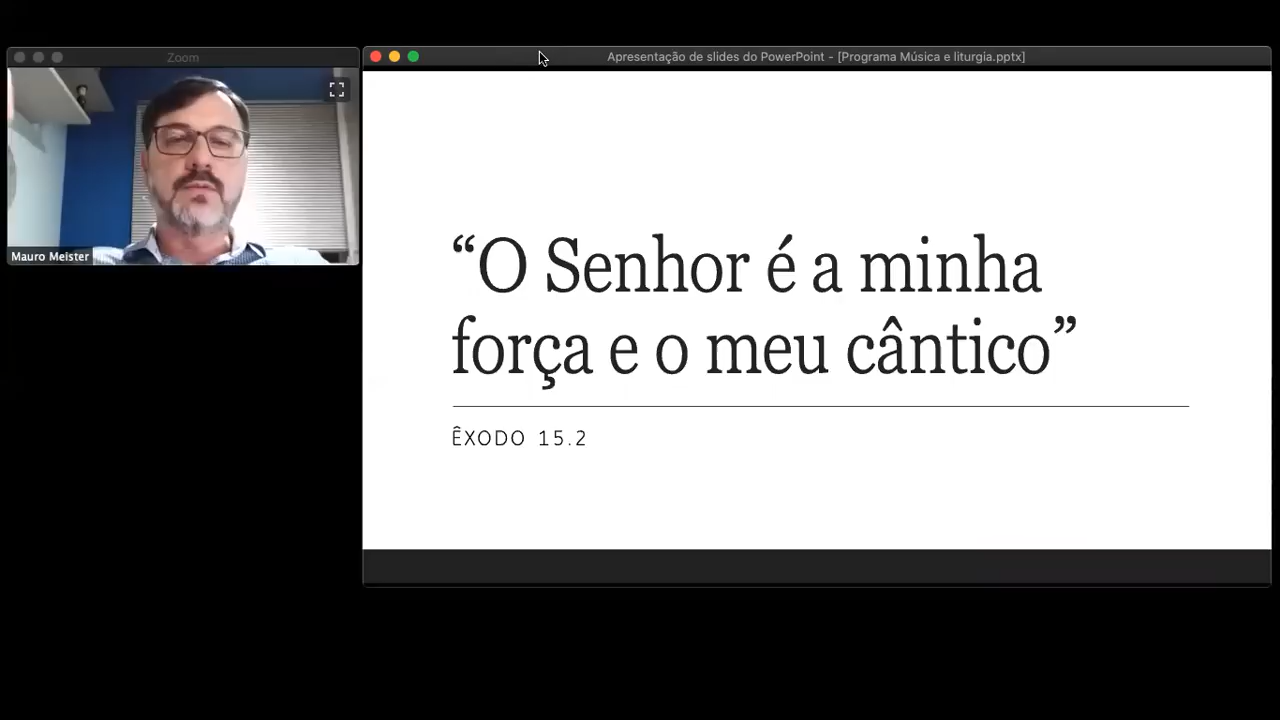 Zoom
Apresentação de slides do PowerPoint - [Programa Música e liturgia.pptx]
Mauro Meister
“O Senhor é a minha
força e o meu cântico”
ÊXODO 15.2